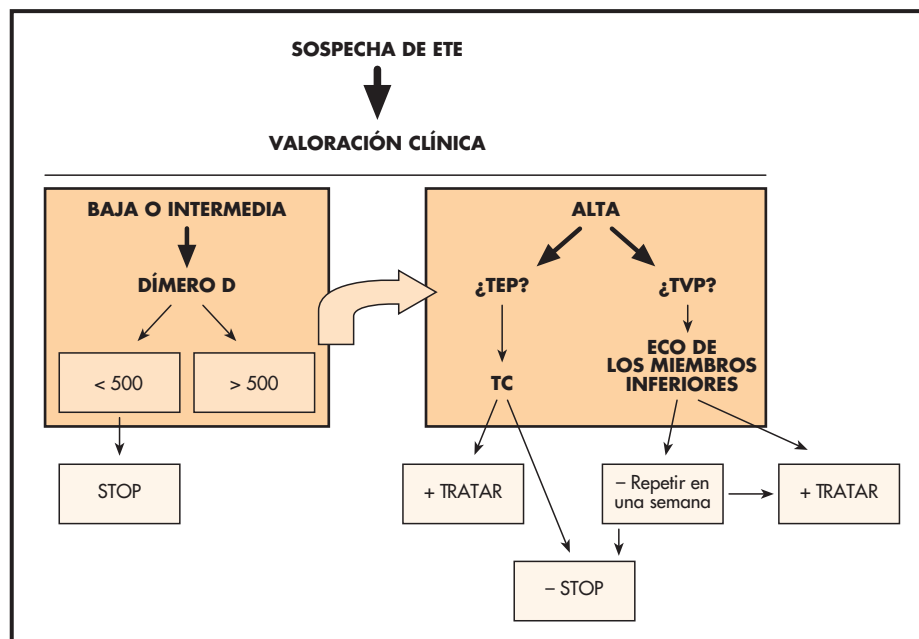 SOSPECHA DE ETE
VALORACIÓN CLÍNICA
BAJA O INTERMEDIA
DÍMERO D
< 500
> 500
STOP
ALTA
¿TEP?
¿TVP?
TC
ECO DE
LOS MIEMBROS
INFERIORES
+ TRATAR
– Repetir en
una semana
+ TRATAR
– STOP